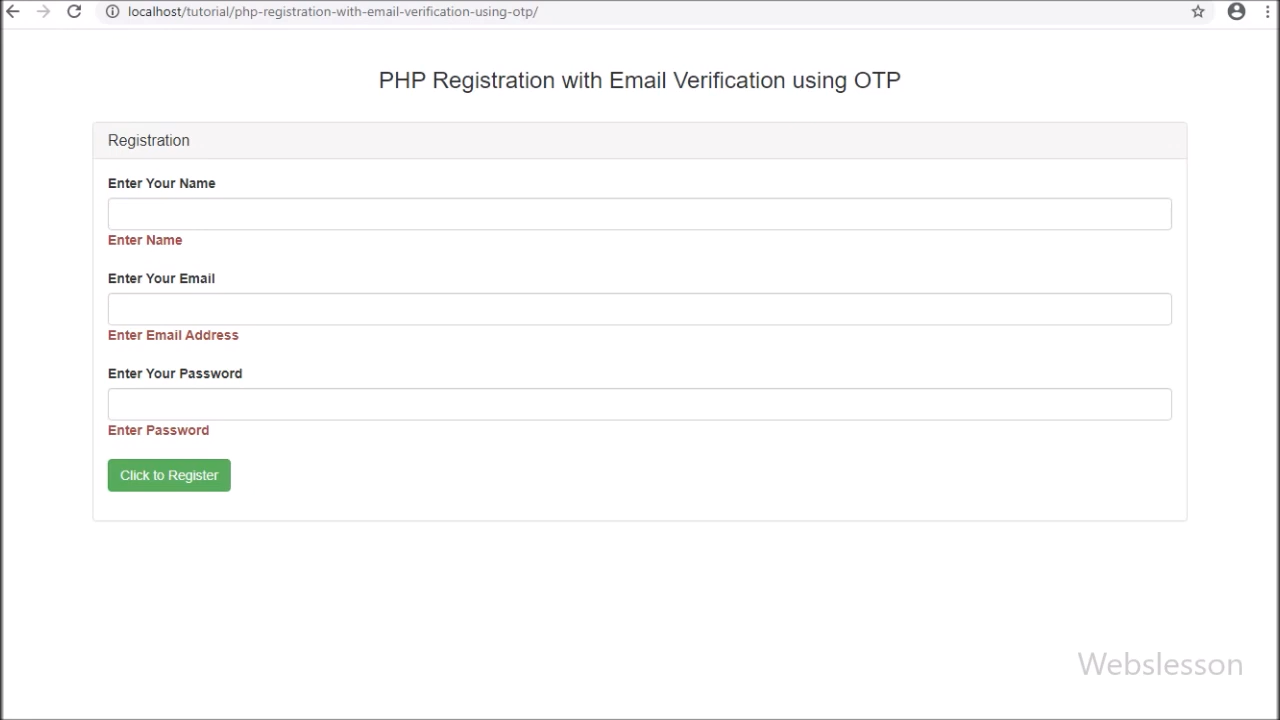 localhost/tutorial/php-registration-with-email-verification-using-otp/
PHP Registration with Email Verification using OTP
Registration
Enter Your Name
Enter Name
Enter Your Email
Enter Email Address
Enter Your Password
Enter Password
Click to Register
Webslesson